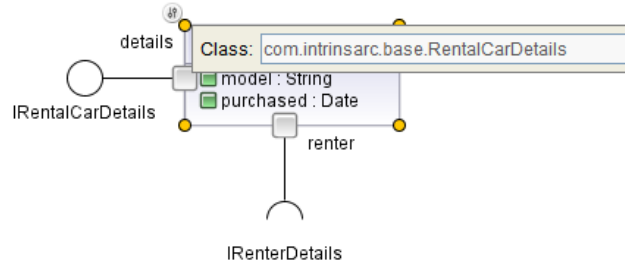 details
Class: com.intrinsarc.base.RentalCarDetails
model : String
IRentalCarDetails
purchased : Date
renter
IRenterDetails